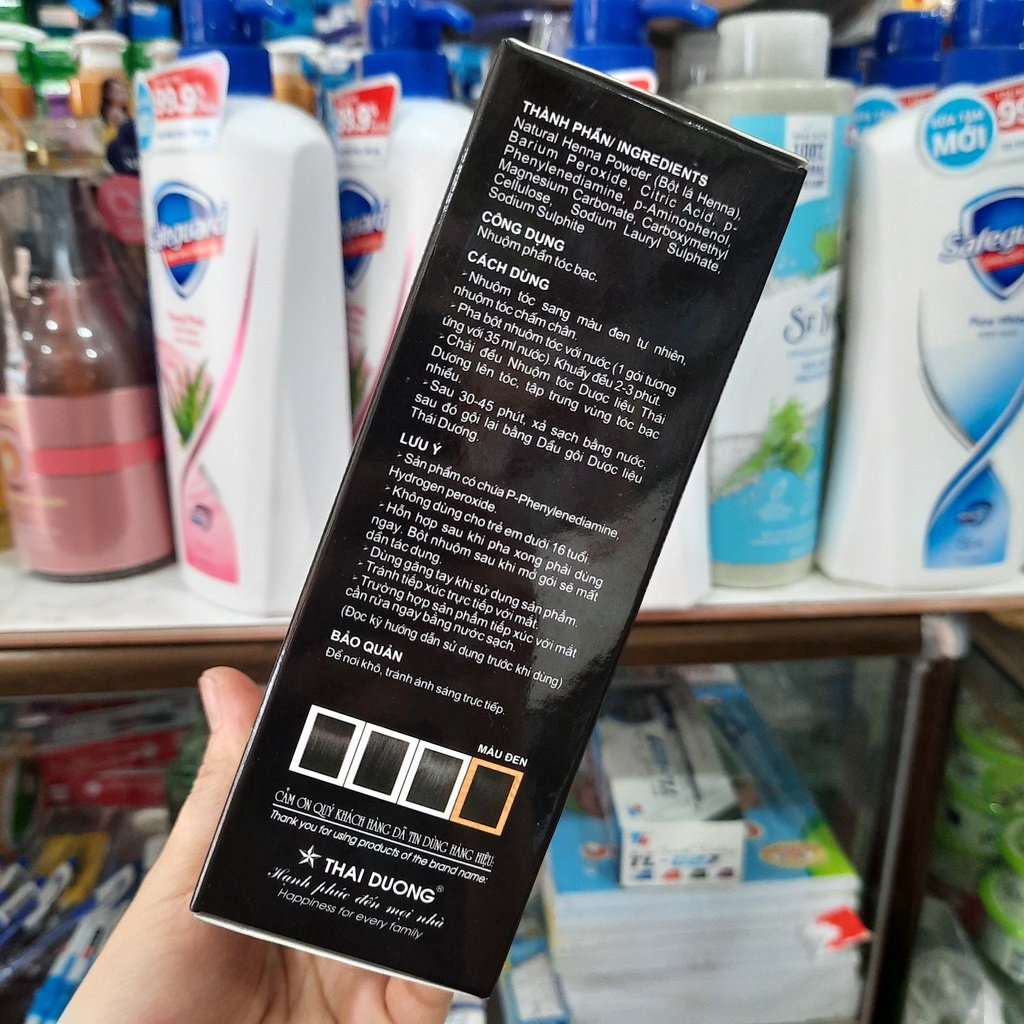 THÀNH PHẦN/ INGREDIENTS
Natural Henna Powder (Bột lá Henna),
Barium Peroxide, Citric Acid, p-
Phenylenediamine, p-Aminophenol,
Magnesium Carbonate, Carboxymethyl
Cellulose, Sodium Lauryl Sulphate,
Sodium Sulphite
CÔNG DỤNG
Nhuộm phần tóc bạc.
CÁCH DÙNG
- Nhuộm tóc sang màu đen tự nhiên,
nhuộm tóc chấm chân.
- Pha bột nhuộm tóc với nước (1 gói tương
ứng với 35 ml nước). Khuấy đều 2-3 phút.
- Chải đều Nhuộm tóc Dược liệu Thái
Dương lên tóc, tập trung vùng tóc bạc
nhiều.
- Sau 30-45 phút, xả sạch bằng nước,
sau đó gội lại bằng Dầu gội Dược liệu
Thái Dương.
LƯU Ý
- Sản phẩm có chứa P-Phenylenediamine,
Hydrogen peroxide.
- Không dùng cho trẻ em dưới 16 tuổi.
- Hỗn hợp sau khi pha xong phải dùng
ngay. Bột nhuộm sau khi mở gói sẽ mất
dần tác dụng.
- Dùng găng tay khi sử dụng sản phẩm.
- Tránh tiếp xúc trực tiếp với mắt.
- Trường hợp sản phẩm tiếp xúc với mắt
cần rửa ngay bằng nước sạch.
(Đọc kỹ hướng dẫn sử dụng trước khi dùng)
BẢO QUẢN
Để nơi khô, tránh ánh sáng trực tiếp.
MÀU ĐEN
CẢM ƠN QUÝ KHÁCH HÀNG ĐÃ TIN DÙNG HÀNG HIỆU:
Thank you for using products of the brand name:
THAI DUONG®
Hạnh phúc đến mọi nhà
Happiness for every family
Safeguard
99.9%
SỮA TẮM
MỚI